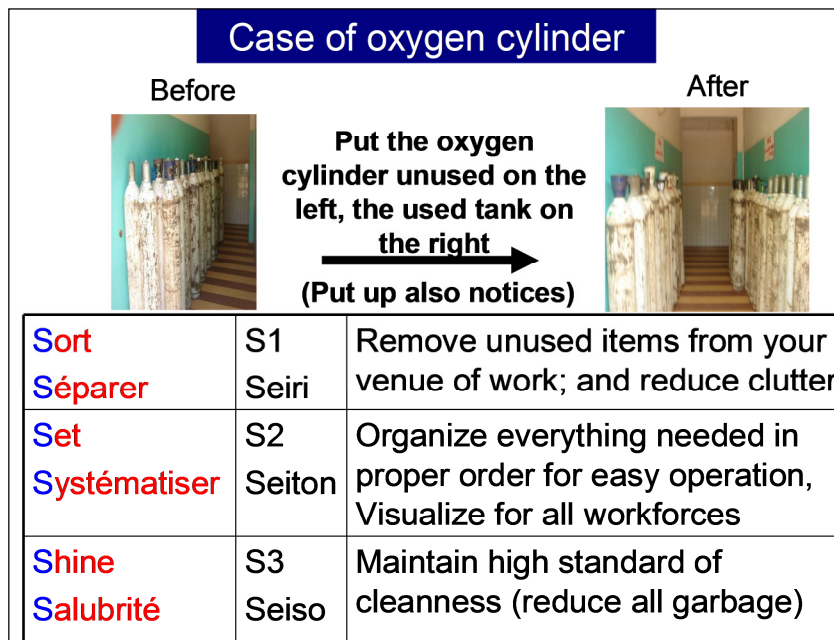 Case of oxygen cylinder
Before
After
Put the oxygen
cylinder unused on the
left, the used tank on
the right
(Put up also notices)
Sort
Séparer
S1
Seiri
Remove unused items from your
venue of work; and reduce clutter
Set
Systématiser
S2
Seiton
Organize everything needed in
proper order for easy operation,
Visualize for all workforces
Shine
Salubrité
S3
Seiso
Maintain high standard of
cleanness (reduce all garbage)